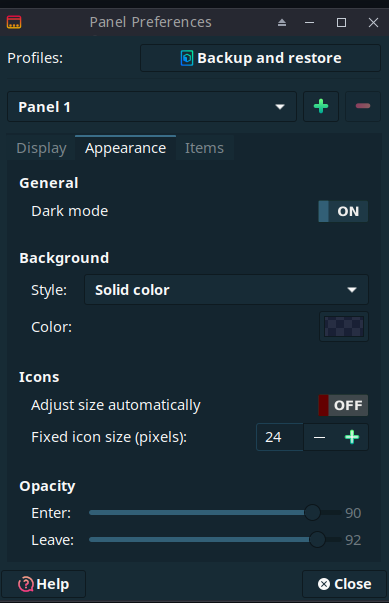 Panel Preferences
Profiles: Backup and restore
Panel 1
Display Appearance Items
General
Dark mode ON
Background
Style: Solid color
Color:
Icons
Adjust size automatically OFF
Fixed icon size (pixels): 24
Opacity
Enter: 90
Leave: 92
Help Close